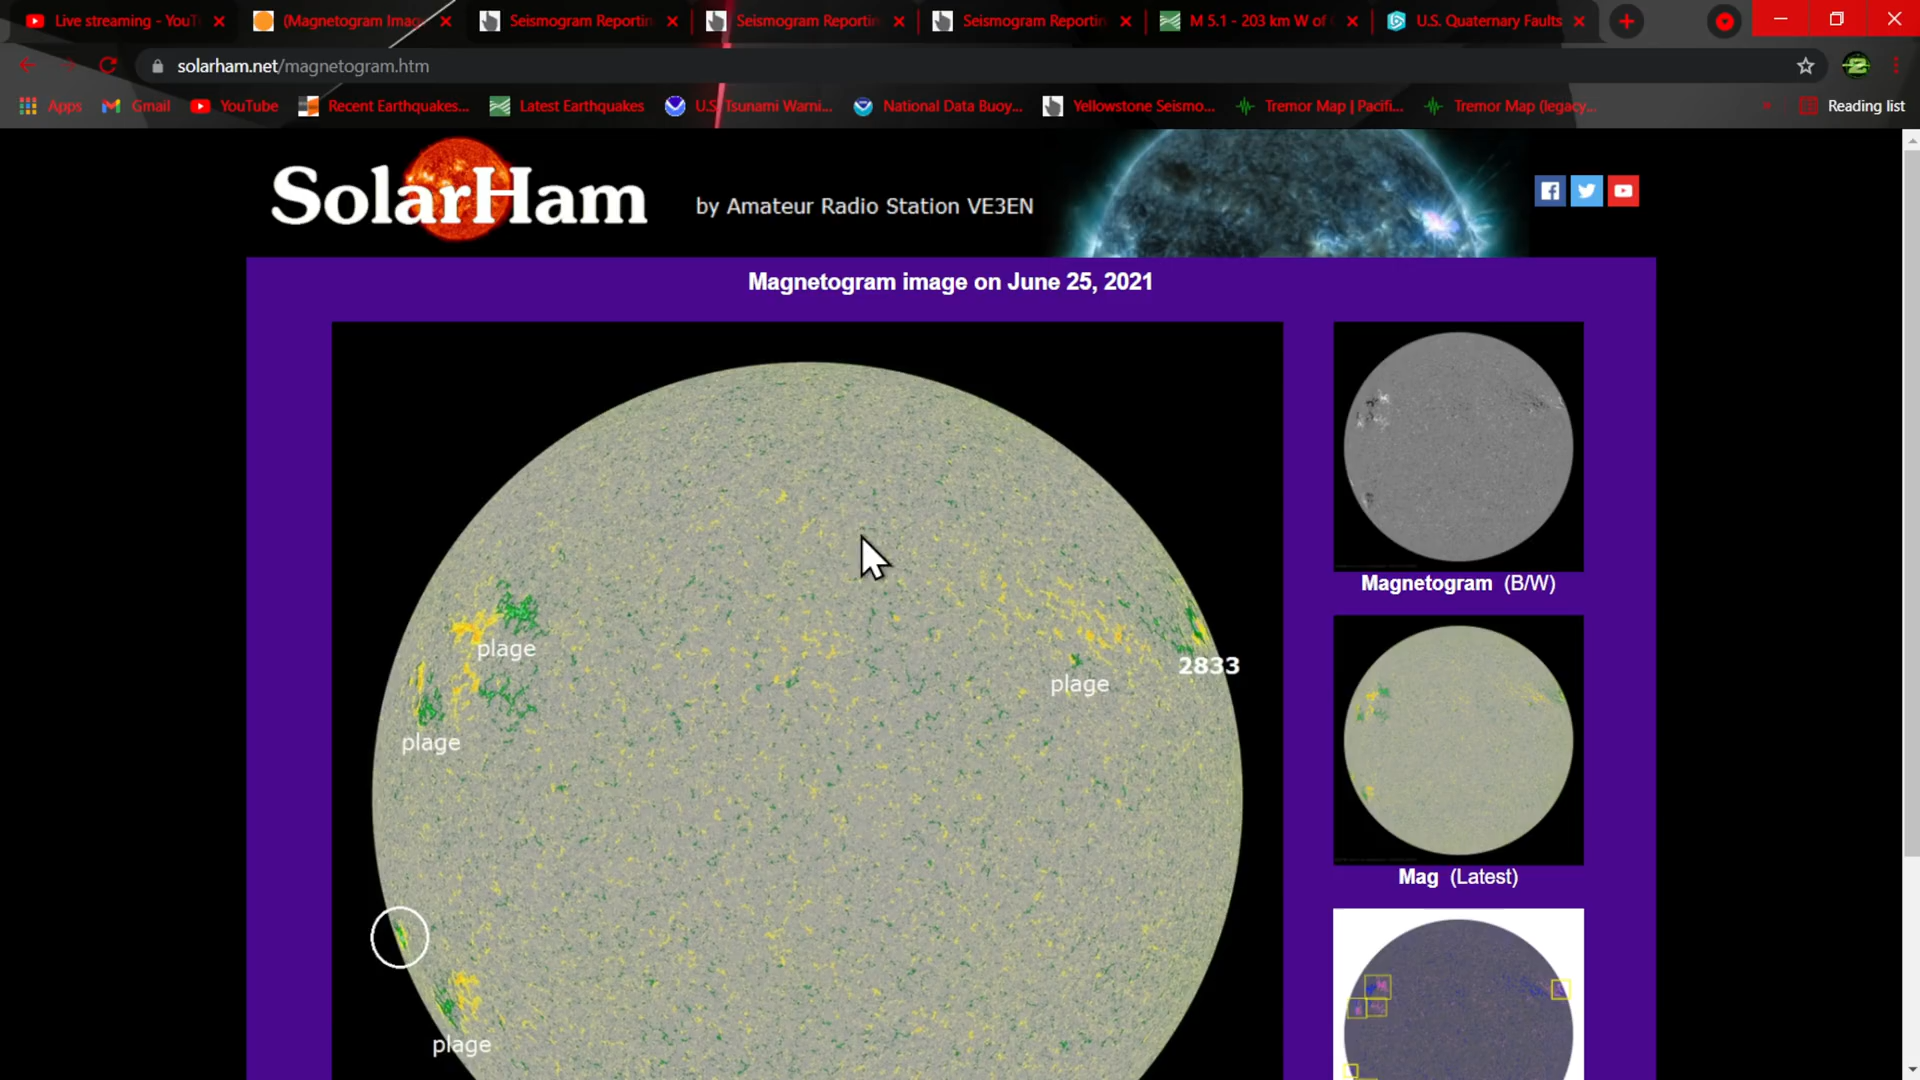 Live streaming - YouT
(Magnetogram Imag
Seismogram Reportin
Seismogram Reportin
Seismogram Reportin
M 5.1 - 203 km W of
U.S. Quaternary Faults
solarham.net/magnetogram.htm
Apps
Gmail
YouTube
Recent Earthquakes...
Latest Earthquakes
U.S. Tsunami Warni...
National Data Buoy...
Yellowstone Seismo...
Tremor Map | Pacifi...
Tremor Map (legacy...
Reading list
SolarHam
by Amateur Radio Station VE3EN
Magnetogram image on June 25, 2021
plage
plage
plage
2833
plage
Magnetogram (B/W)
Mag (Latest)